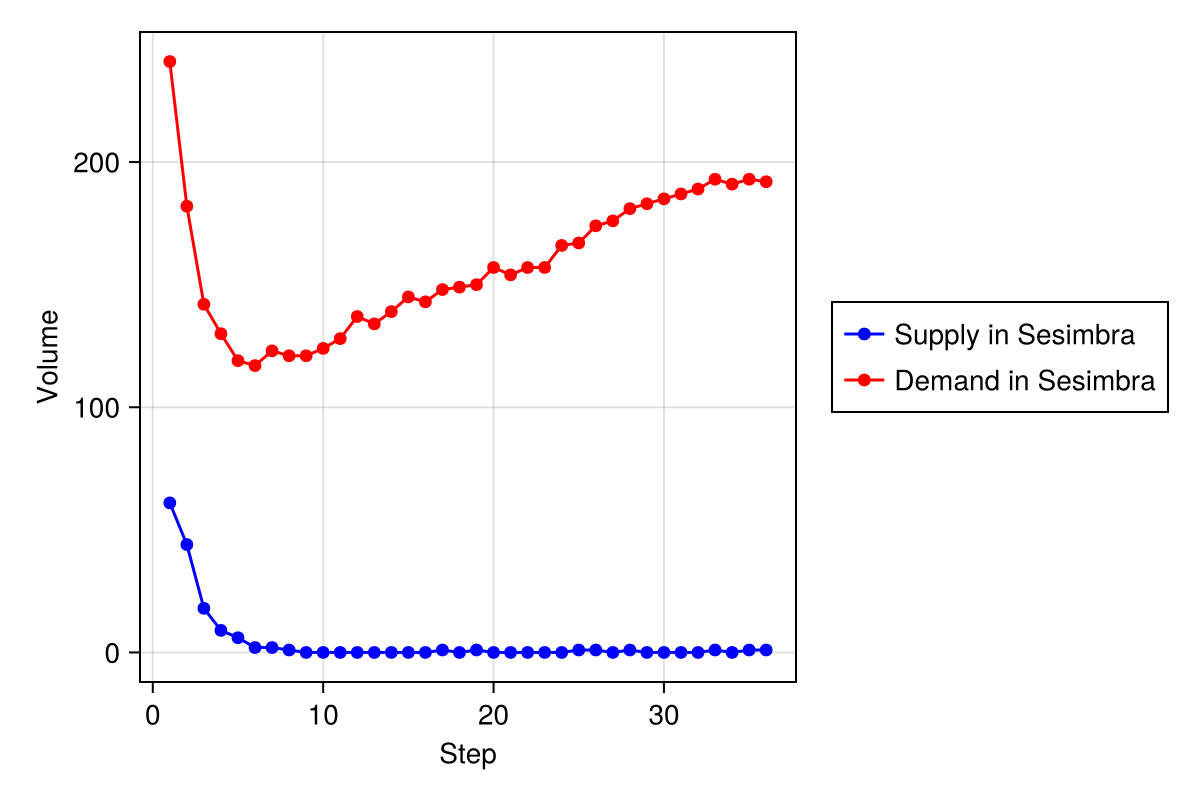 200
100
0
Volume
0 10 20 30
Step
Supply in Sesimbra
Demand in Sesimbra